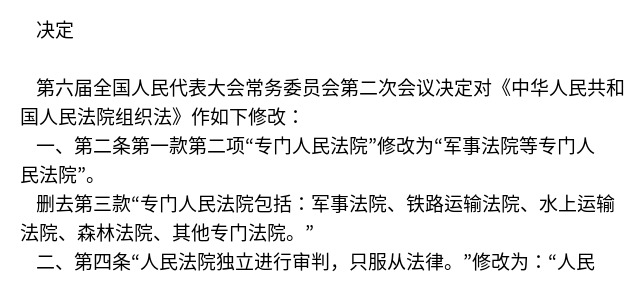 决定
第六届全国人民代表大会常务委员会第二次会议决定对《中华人民共和
国人民法院组织法》作如下修改：
一、第二条第一款第二项“专门人民法院”修改为“军事法院等专门人
民法院”。
删去第三款“专门人民法院包括：军事法院、铁路运输法院、水上运输
法院、森林法院、其他专门法院。”
二、第四条“人民法院独立进行审判，只服从法律。”修改为：“人民